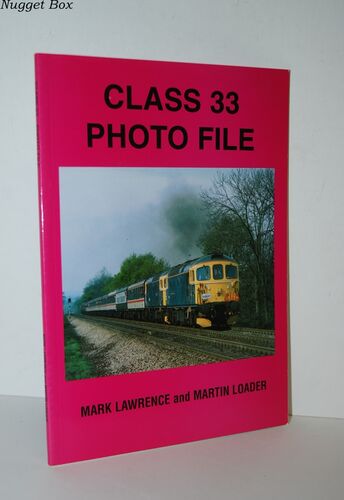 Nugget Box
CLASS 33
PHOTO FILE
MARK LAWRENCE and MARTIN LOADER